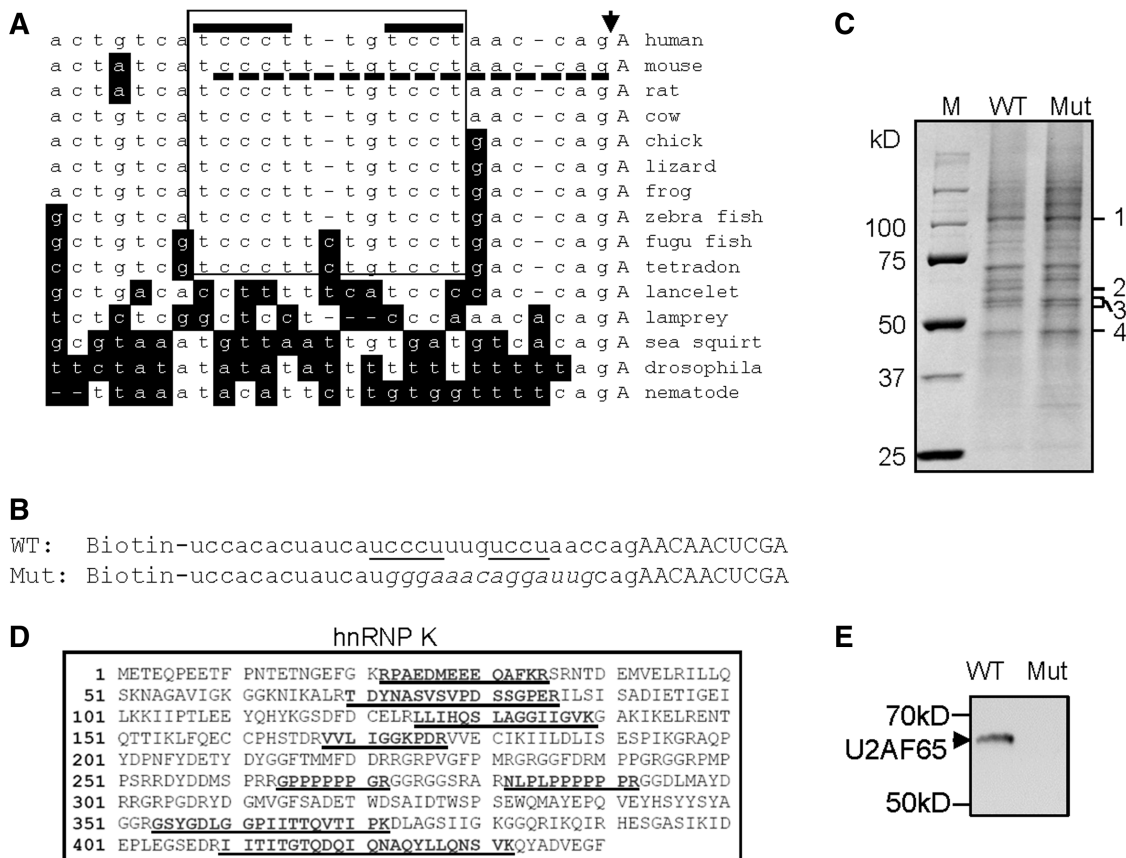 A
a c t g t c a t c c c t t - t g t c c t a a c - c a g A human
a c t a t c a t c c c t t - t g t c c t a a c - c a g A mouse
a c t a t c a t c c c t t - t g t c c t a a c - c a g A rat
a c t g t c a t c c c t t - t g t c c t a a c - c a g A cow
a c t g t c a t c c c t t - t g t c c t g a c - c a g A chick
a c t g t c a t c c c t t - t g t c c t g a c - c a g A lizard
a c t g t c a t c c c t t - t g t c c t g a c - c a g A frog
g c t g t c a t c c c t t - t g t c c t g a c - c a g A zebra fish
g c t g t c g t c c c t t c t g t c c t g a c - c a g A fugu fish
c c t g t c g t c c c t t c t g t c c t g a c - c a g A tetradon
g c t g a c a c c t t t t t c a t c c c c a c - c a g A lancelet
t c t c t c g g c t c c t - - - c c c a a a c a c a g A lamprey
g c g t a a a t g t t a a t t g t g a t g t c a c a g A sea squirt
t t c t a t a t a t a t a t t t t t t t t t t t t a g A drosophila
- - t t a a a t a c a t t c t t g t g g t t t t c a g A nematode
B
WT: Biotin-uccacacuaucaucccuuuguccuaaccagAACAACUCGA
Mut: Biotin-uccacacuaucaugggaaacaggauugcagAACAACUCGA
C
M WT Mut
kD
100
75
50
37
25
1
2
3
4
D
hnRNP K
1 METEQPEETF PNTETNGEFG KRPAEDMEEE QAFKRSRNTD EMVELRILLQ
51 SKNAGAVIGK GGKNIKALRT DYNASVSVPD SSGPERILSI SADIETIGEI
101 LKKIIPTLEE YQHYKGSDFD CELRLLIHQS LAGGIIGVKG AKIKELRENT
151 QTTIKLFQEC CPHSTDRVVL IGGKPDRVVE CIKIILDLIS ESPIKGRAQP
201 YDPNFYDETY DYGGFTMMFD DRRGRPVGFP MRGRGGFDRM PPGRGGRPMP
251 PSRRDYDDMS PRRGPPPPPP GRGGRGGSRA RNLPLPPPPP PRGGDLMAYD
301 RRGRPGDRYD GMVGFSADET WDSAIDTWSP SEWQMAYEPQ VEYHSYYSYA
351 GGRGSYGDLG GPIITTQVTI PKDLAGSIIG KGGQRIKQIR HESGASIKID
401 EPLEGSEDRI ITITGTQDQI QNAQYLLQNS VKQYADVEGF
E
WT Mut
70kD
U2AF65
50kD